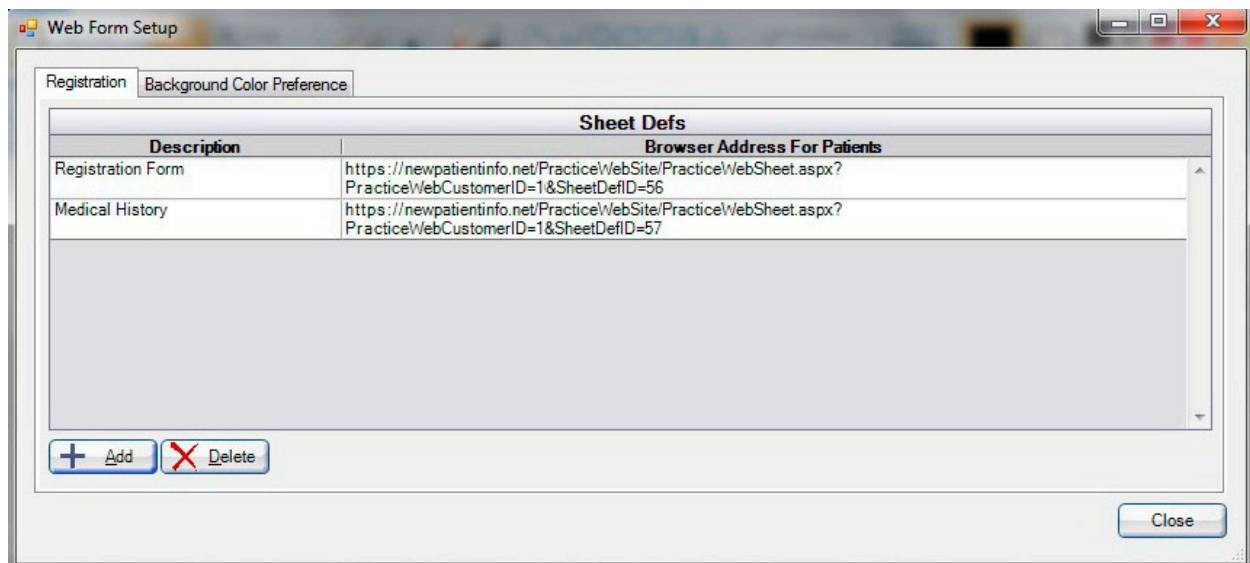 Web Form Setup
Registration
Background Color Preference
Sheet Defs
Description
Browser Address For Patients
Registration Form
https://newpatientinfo.net/PracticeWebSite/PracticeWebSheet.aspx?
PracticeWebCustomerID=1&SheetDefID=56
Medical History
https://newpatientinfo.net/PracticeWebSite/PracticeWebSheet.aspx?
PracticeWebCustomerID=1&SheetDefID=57
Add
Delete
Close